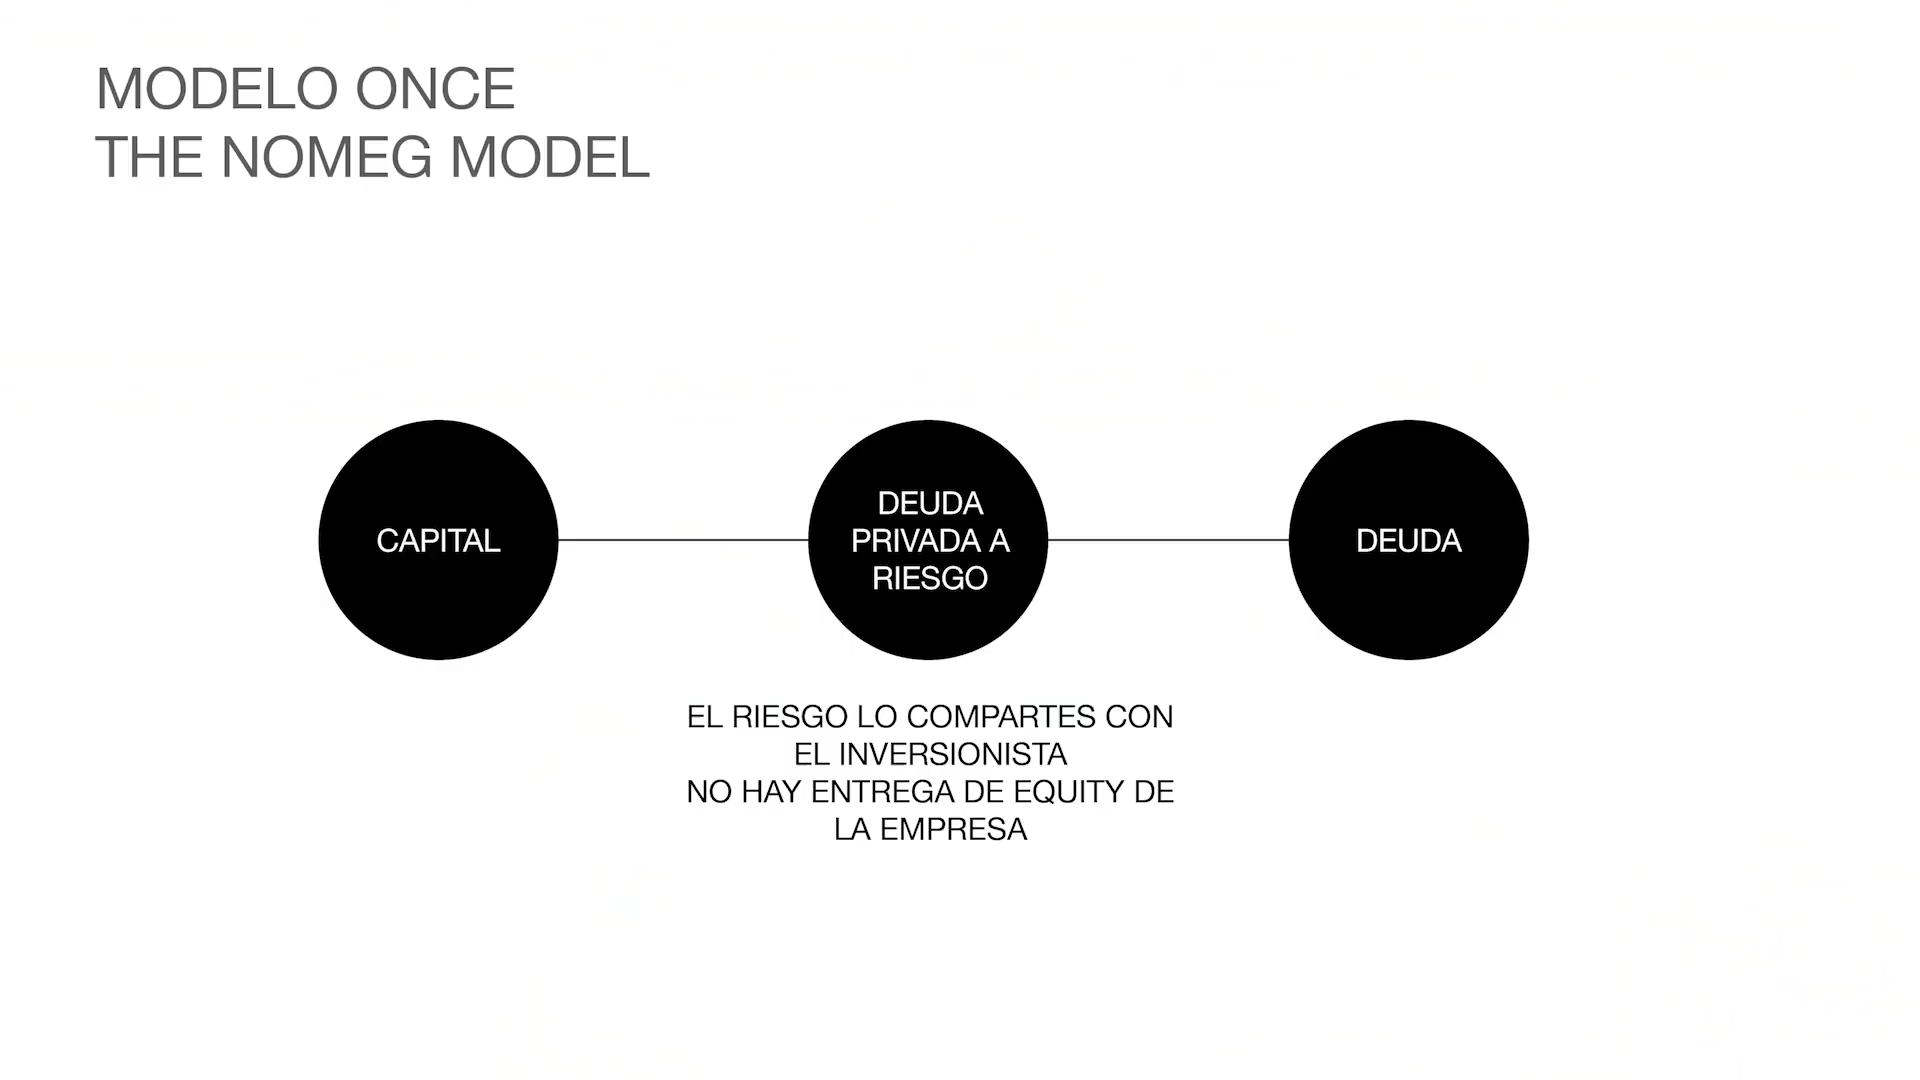 MODELO ONCE
THE NOMEG MODEL
CAPITAL
DEUDA
PRIVADA A
RIESGO
DEUDA
EL RIESGO LO COMPARTES CON
EL INVERSIONISTA
NO HAY ENTREGA DE EQUITY DE
LA EMPRESA